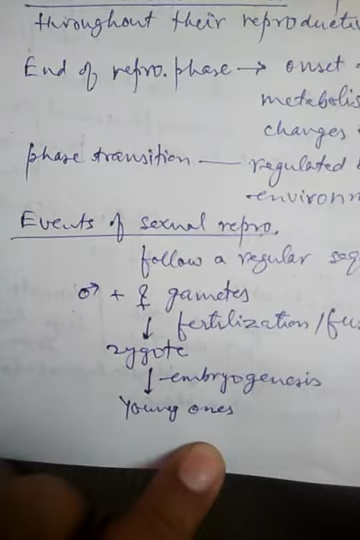 throughout their reproductiv
End of repro. phase → onset
metabolis
changes
phase transition — regulated
environm
Events of sexual repro.
follow a regular seq
♂ + ♀ gametes
↓ fertilization/fus
zygote
↓ embryogenesis
Young ones